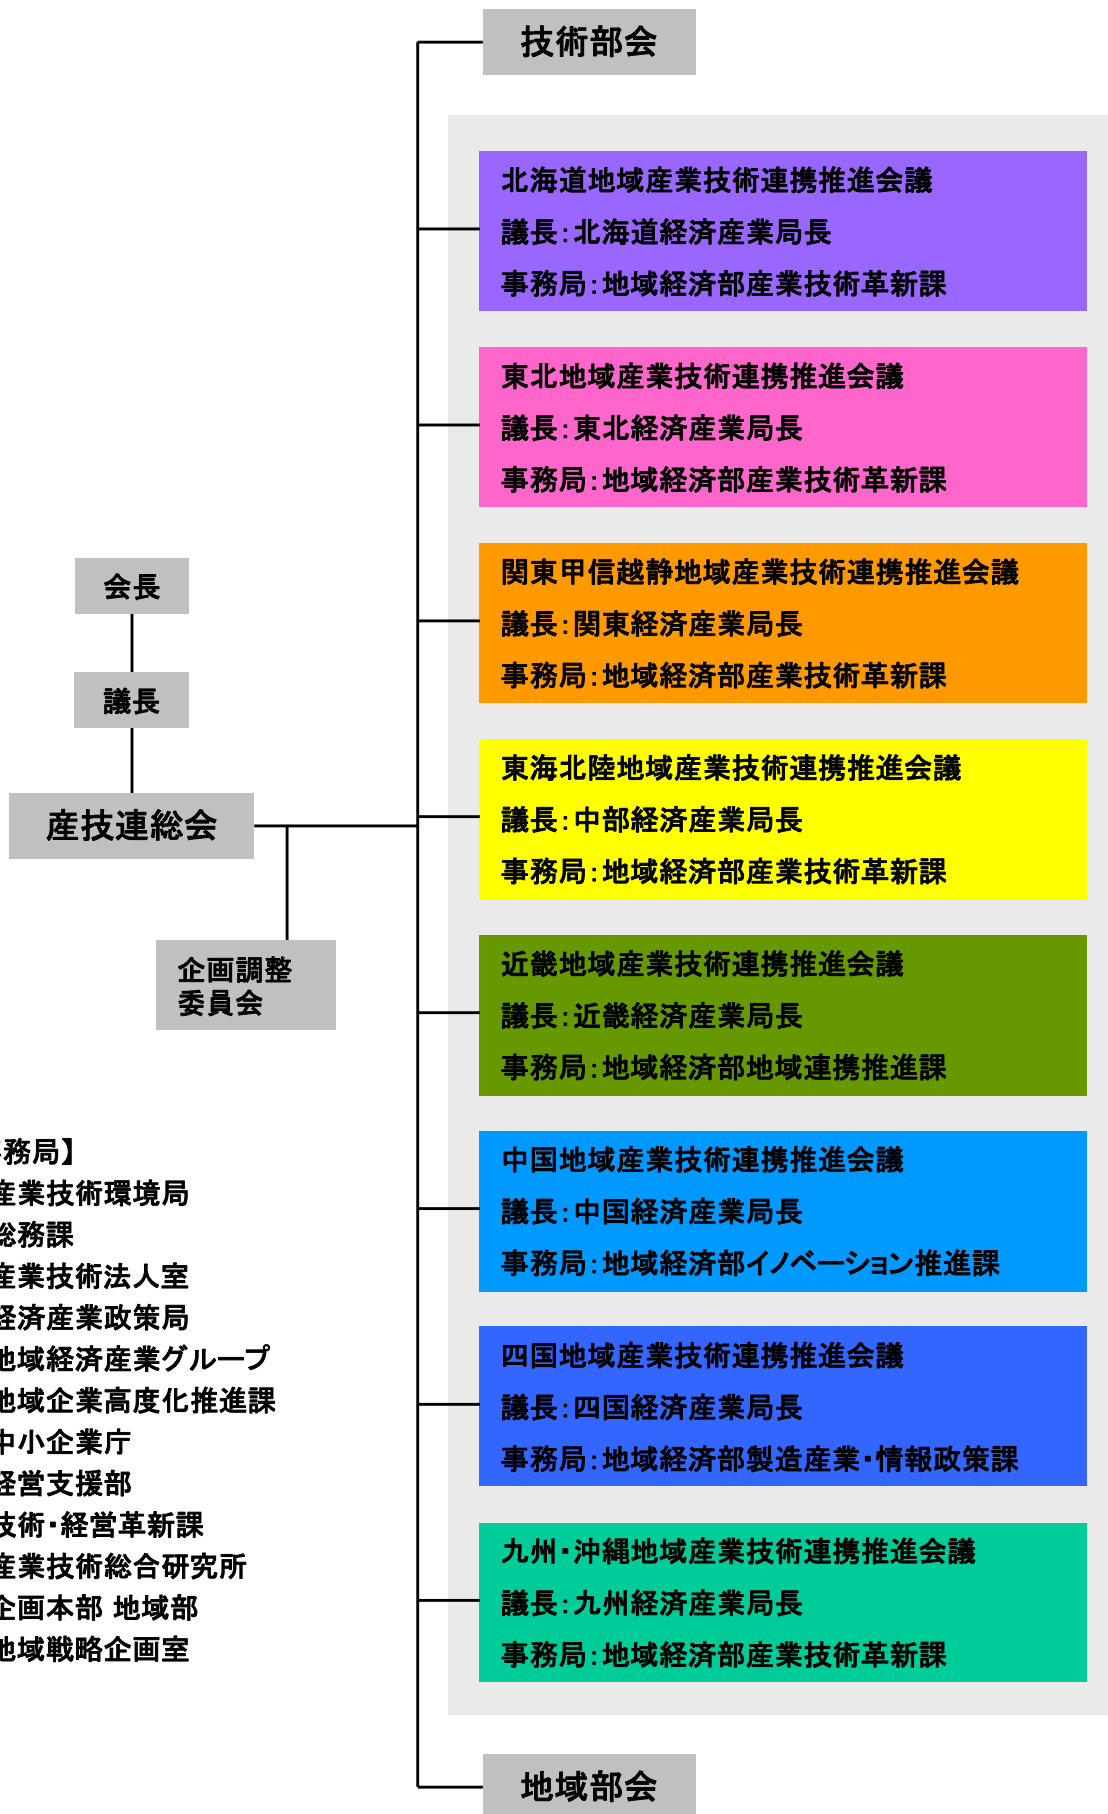 技術部会
北海道地域産業技術連携推進会議
議長：北海道経済産業局長
事務局：地域経済部産業技術革新課
東北地域産業技術連携推進会議
議長：東北経済産業局長
事務局：地域経済部産業技術革新課
関東甲信越静地域産業技術連携推進会議
議長：関東経済産業局長
事務局：地域経済部産業技術革新課
東海北陸地域産業技術連携推進会議
議長：中部経済産業局長
事務局：地域経済部産業技術革新課
近畿地域産業技術連携推進会議
議長：近畿経済産業局長
事務局：地域経済部地域連携推進課
中国地域産業技術連携推進会議
議長：中国経済産業局長
事務局：地域経済部イノベーション推進課
四国地域産業技術連携推進会議
議長：四国経済産業局長
事務局：地域経済部製造産業・情報政策課
九州・沖縄地域産業技術連携推進会議
議長：九州経済産業局長
事務局：地域経済部産業技術革新課
地域部会
会長
議長
産技連総会
企画調整
委員会
事務局】
産業技術環境局
総務課
産業技術法人室
経済産業政策局
地域経済産業グループ
地域企業高度化推進課
中小企業庁
経営支援部
技術・経営革新課
産業技術総合研究所
企画本部 地域部
地域戦略企画室